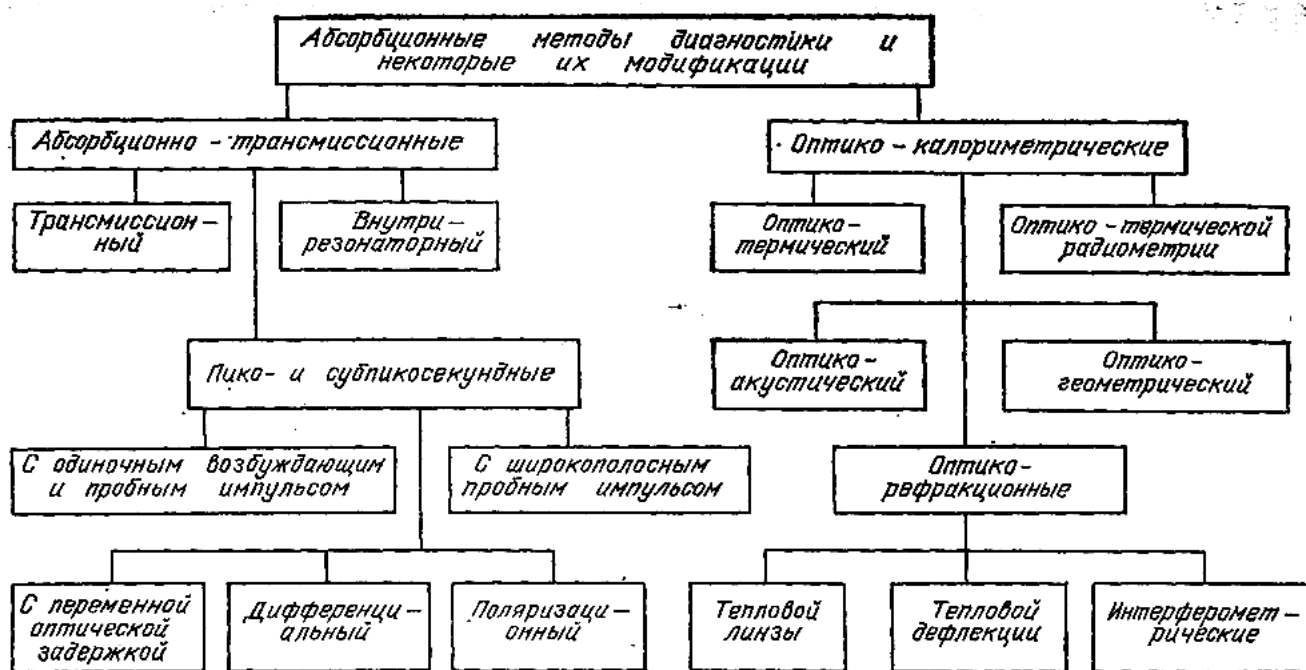 Абсорбционные методы диагностики и
некоторые их модификации
Абсорбционно - трансмиссионные
Оптико - калориметрические
Трансмиссион -
ный
Внутри -
резонаторный
Оптико -
термический
Оптико - термической
радиометрии
Пико - и субпикосекундные
Оптико -
акустический
Оптико -
геометрический
С одиночным возбуждающим
и пробным импульсом
С широкополосным
пробным импульсом
Оптико -
рефракционные
С переменной
оптической
задержкой
Дифференци -
альный
Поляризаци -
онный
Тепловой
линзы
Тепловой
дефлекции
Интерферомет -
рические